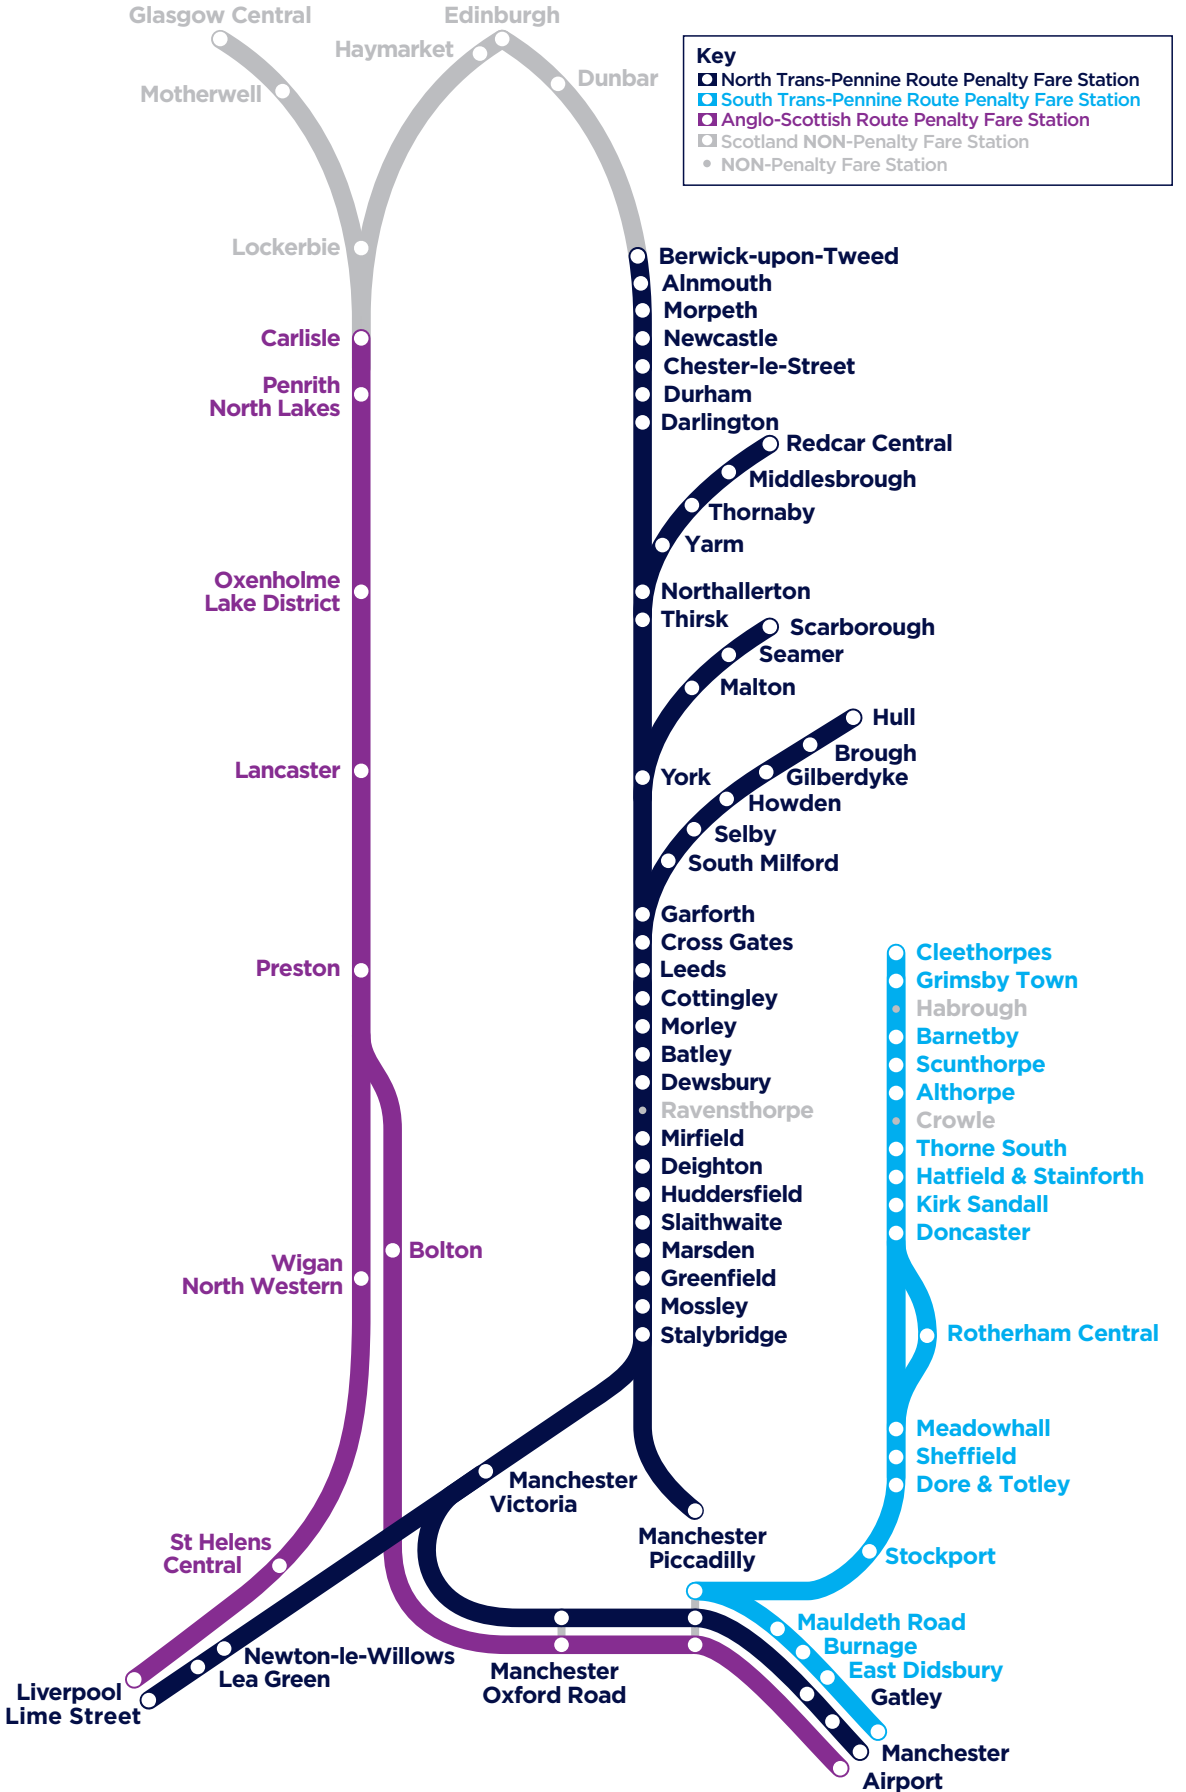 Glasgow Central
Edinburgh
Haymarket
Dunbar
Motherwell
Key
North Trans-Pennine Route Penalty Fare Station
South Trans-Pennine Route Penalty Fare Station
Anglo-Scottish Route Penalty Fare Station
Scotland NON-Penalty Fare Station
NON-Penalty Fare Station
Lockerbie
Carlisle
Penrith
North Lakes
Oxenholme
Lake District
Lancaster
Preston
Bolton
Wigan
North Western
St Helens
Central
Berwick-upon-Tweed
Alnmouth
Morpeth
Newcastle
Chester-le-Street
Durham
Darlington
Redcar Central
Middlesbrough
Thornaby
Yarm
Northallerton
Thirsk
Scarborough
Seamer
Malton
York
Hull
Brough
Gilberdyke
Howden
Selby
South Milford
Garforth
Cross Gates
Leeds
Cottingley
Morley
Batley
Dewsbury
Ravensthorpe
Mirfield
Deighton
Huddersfield
Slaithwaite
Marsden
Greenfield
Mossley
Stalybridge
Manchester
Victoria
Manchester
Piccadilly
Cleethorpes
Grimsby Town
Habrough
Barnetby
Scunthorpe
Althorpe
Crowle
Thorne South
Hatfield & Stainforth
Kirk Sandall
Doncaster
Rotherham Central
Meadowhall
Sheffield
Dore & Totley
Stockport
Mauldeth Road
Burnage
East Didsbury
Gatley
Newton-le-Willows
Lea Green
Liverpool
Lime Street
Manchester
Oxford Road
Manchester
Airport